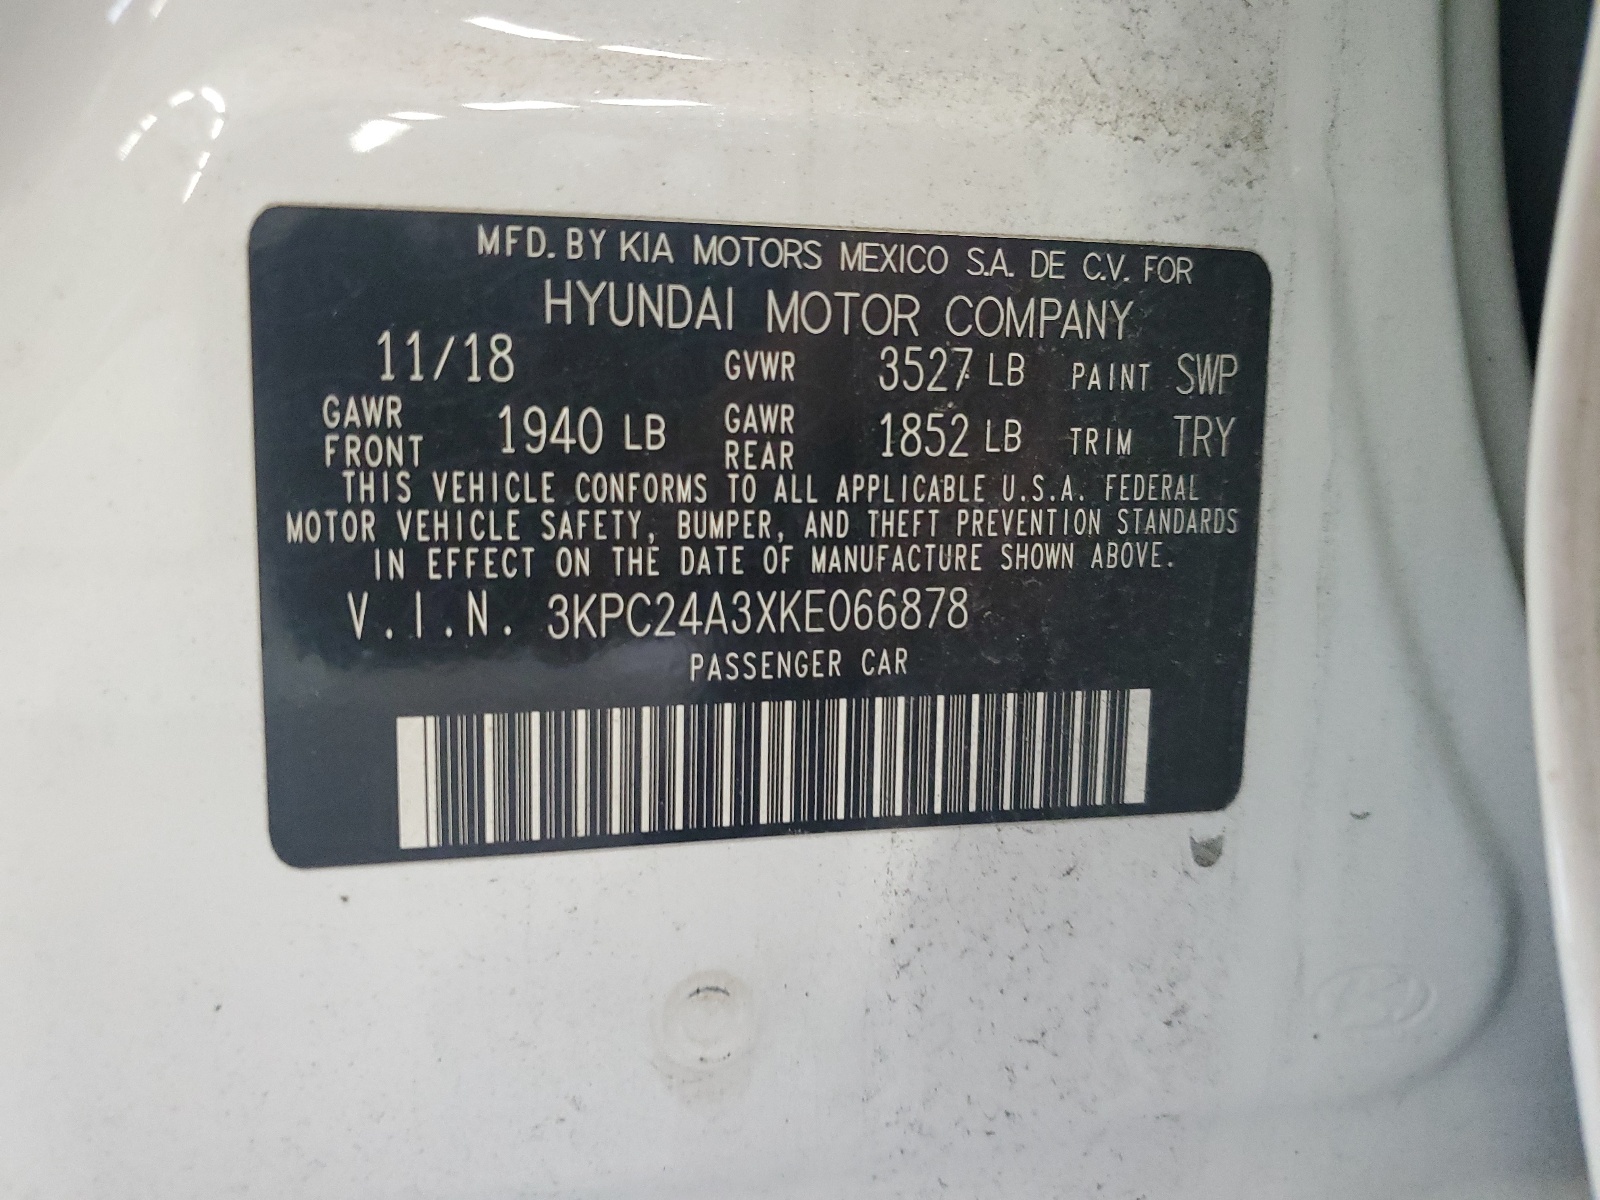 MFD. BY KIA MOTORS MEXICO S.A. DE C.V. FOR
HYUNDAI MOTOR COMPANY
11/18 GVWR 3527 LB PAINT SWP
GAWR FRONT 1940 LB GAWR REAR 1852 LB TRIM TRY
THIS VEHICLE CONFORMS TO ALL APPLICABLE U.S.A. FEDERAL
MOTOR VEHICLE SAFETY, BUMPER, AND THEFT PREVENTION STANDARDS
IN EFFECT ON THE DATE OF MANUFACTURE SHOWN ABOVE.
V.I.N. 3KPC24A3XKE066878
PASSENGER CAR